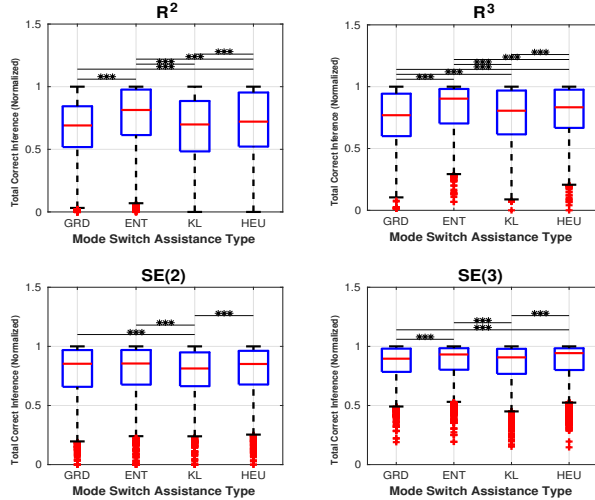 R²
Total Correct Inference (Normalized)
1.5
1
0.5
0
***
***
***
***
GRD ENT KL HEU
Mode Switch Assistance Type
R³
Total Correct Inference (Normalized)
1.5
1
0.5
0
***
***
***
***
***
***
GRD ENT KL HEU
Mode Switch Assistance Type
SE(2)
Total Correct Inference (Normalized)
1.5
1
0.5
0
***
***
***
GRD ENT KL HEU
Mode Switch Assistance Type
SE(3)
Total Correct Inference (Normalized)
1.5
1
0.5
0
***
***
***
***
GRD ENT KL HEU
Mode Switch Assistance Type